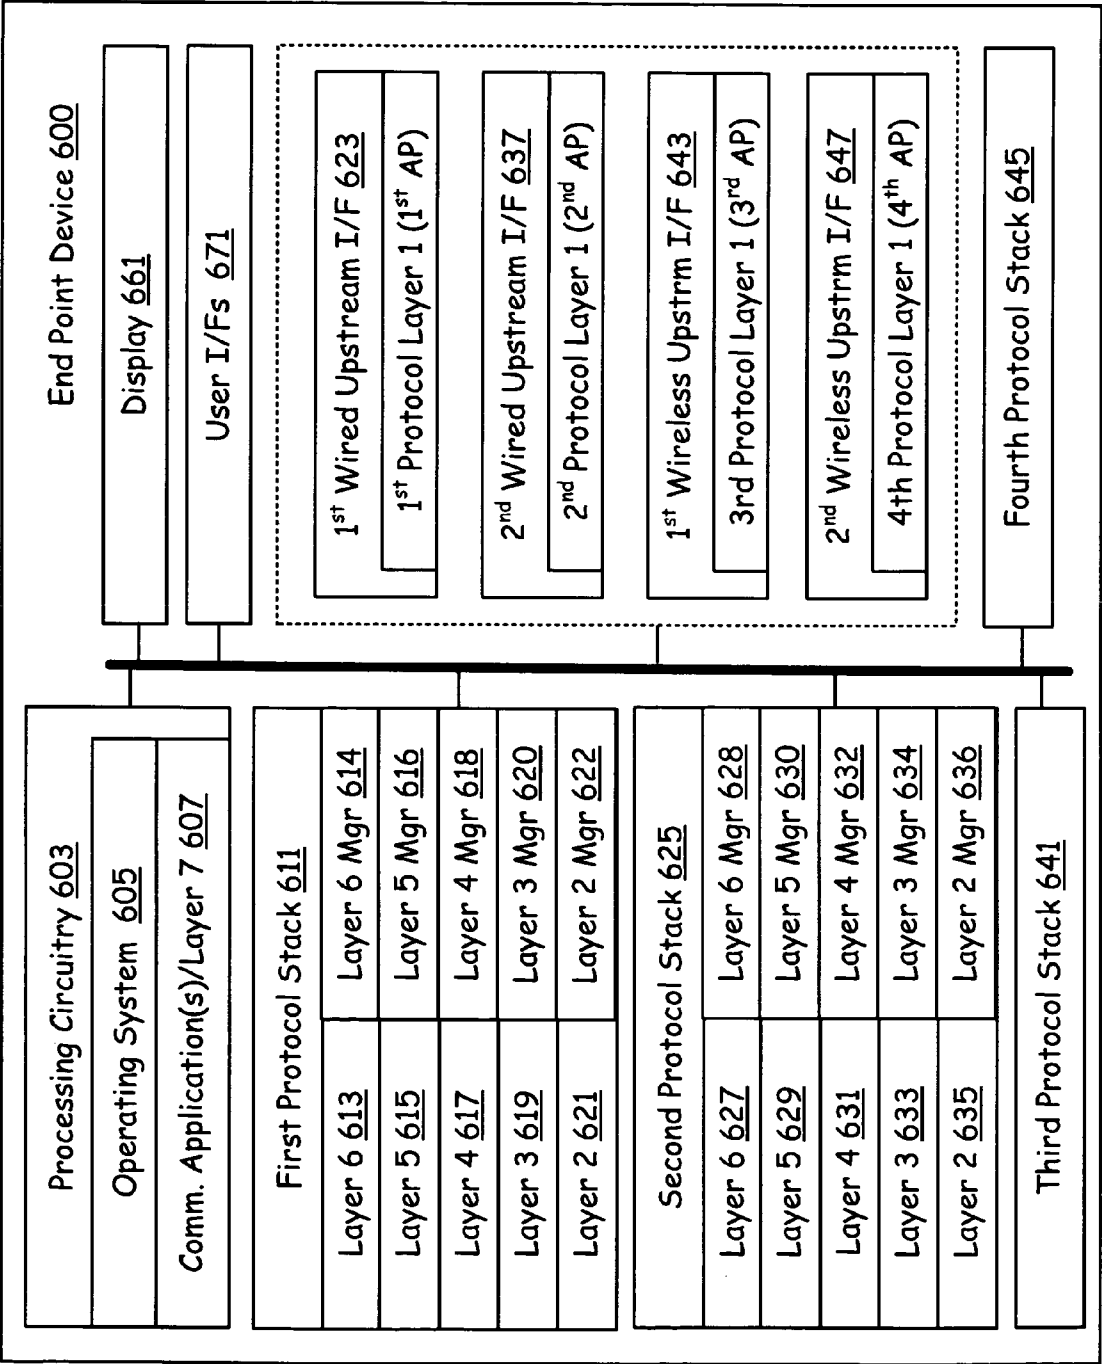 End Point Device 600
Processing Circuitry 603
Operating System 605
Comm. Application(s)/Layer 7 607
First Protocol Stack 611
Layer 6 613
Layer 6 Mgr 614
Layer 5 615
Layer 5 Mgr 616
Layer 4 617
Layer 4 Mgr 618
Layer 3 619
Layer 3 Mgr 620
Layer 2 621
Layer 2 Mgr 622
Second Protocol Stack 625
Layer 6 627
Layer 6 Mgr 628
Layer 5 629
Layer 5 Mgr 630
Layer 4 631
Layer 4 Mgr 632
Layer 3 633
Layer 3 Mgr 634
Layer 2 635
Layer 2 Mgr 636
Third Protocol Stack 641
Display 661
User I/Fs 671
1st Wired Upstream I/F 623
1st Protocol Layer 1 (1st AP)
2nd Wired Upstream I/F 637
2nd Protocol Layer 1 (2nd AP)
1st Wireless Upstrm I/F 643
3rd Protocol Layer 1 (3rd AP)
2nd Wireless Upstrm I/F 647
4th Protocol Layer 1 (4th AP)
Fourth Protocol Stack 645